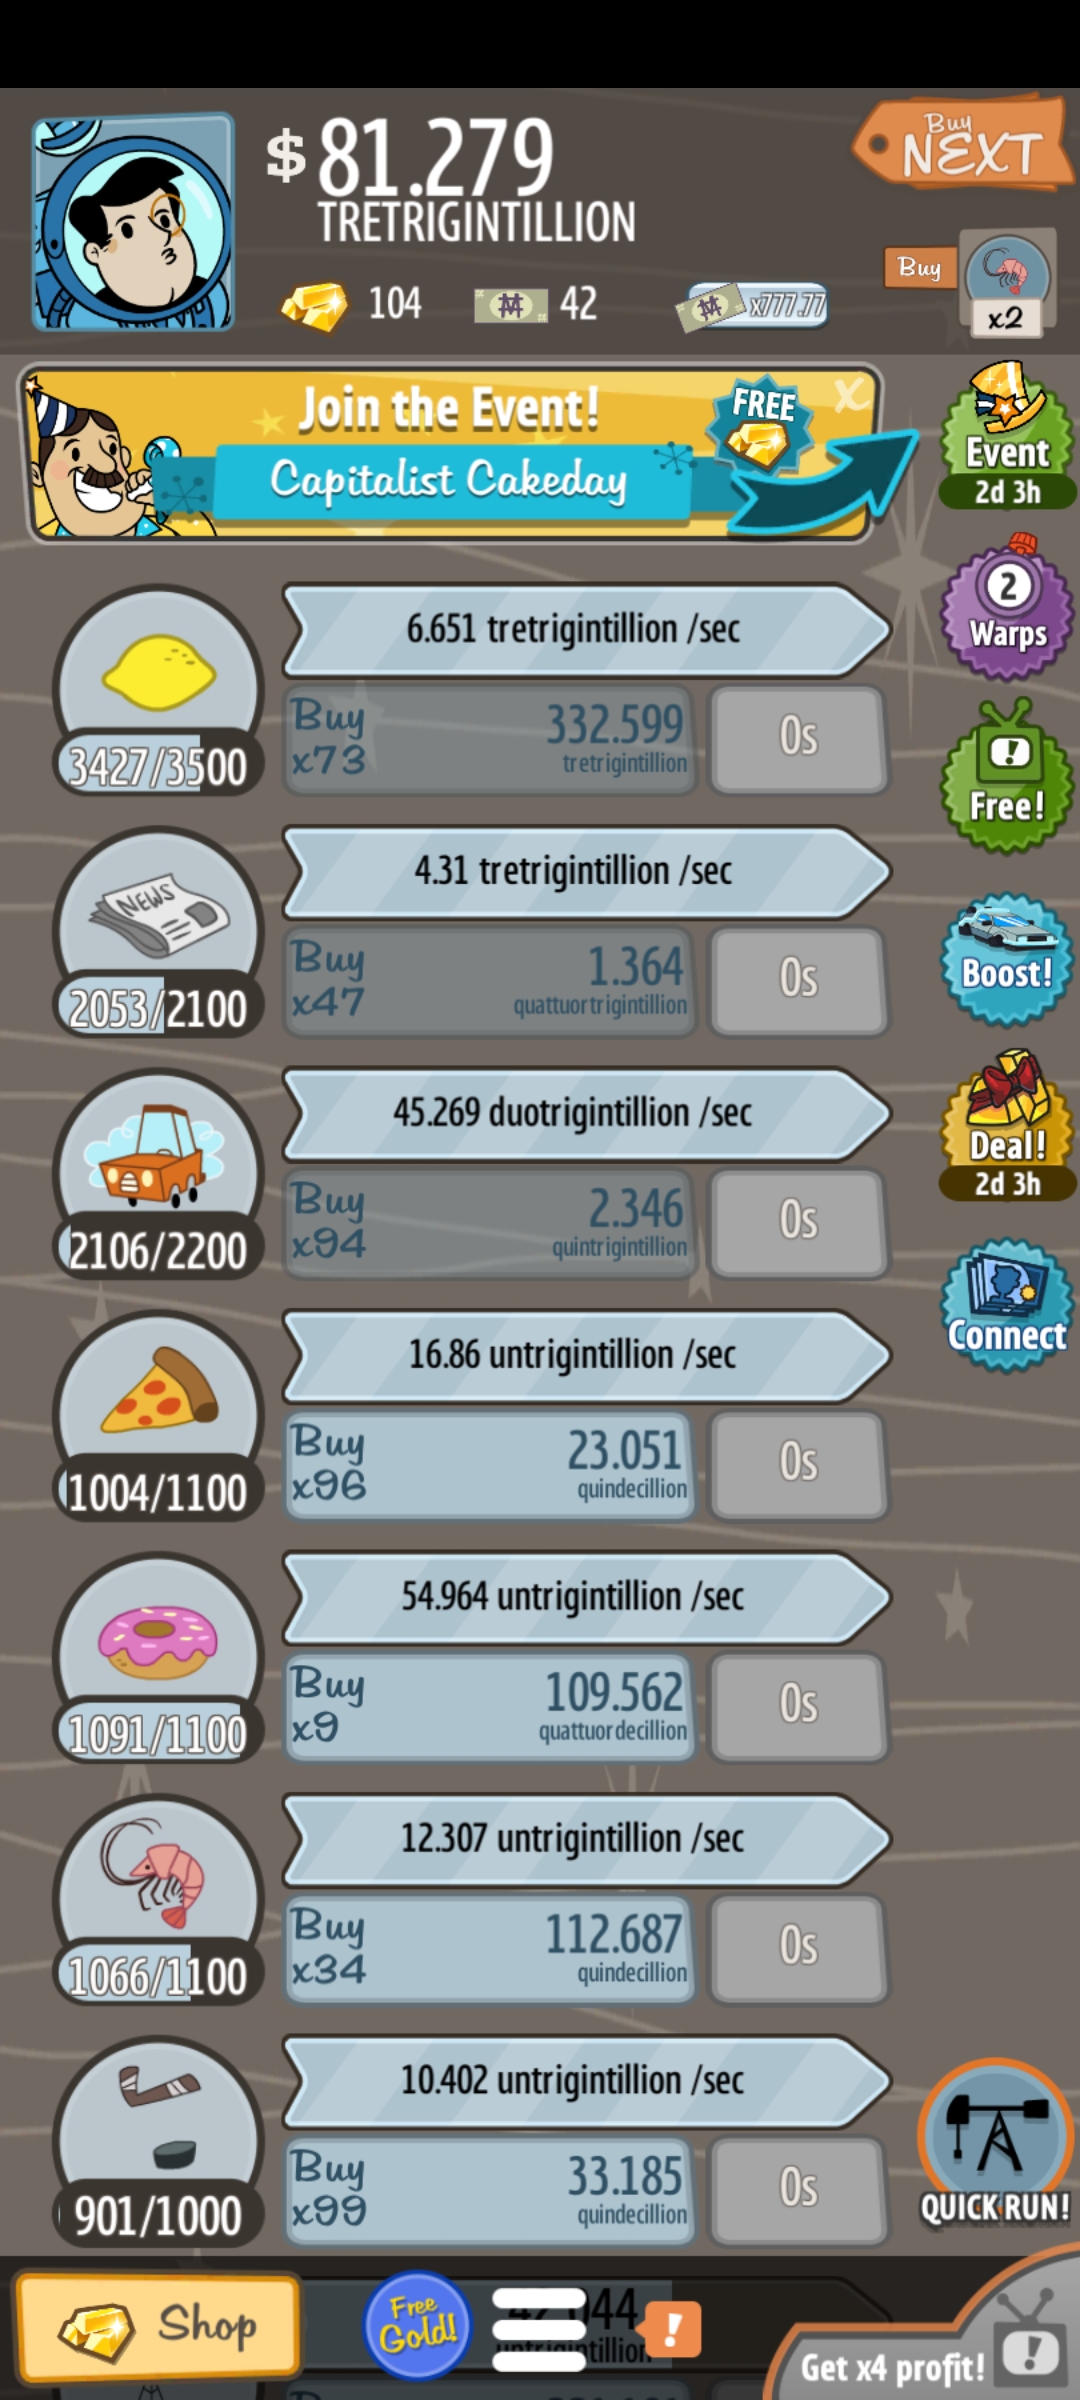 $ 81.279
TRETRIGINTILLION
Buy
NEXT
104
42
x777.77
Buy
x2
Join the Event!
Capitalist Cakeday
FREE
X
Event
2d 3h
2
Warps
6.651 tretrigintillion /sec
Buy
x73
332.599
tretrigintillion
0s
3427/3500
!
Free!
4.31 tretrigintillion /sec
NEWS
Buy
x47
1.364
quattuortrigintillion
0s
2053/2100
Boost!
45.269 duotrigintillion /sec
Buy
x94
2.346
quintrigintillion
0s
2106/2200
Deal!
2d 3h
Connect
16.86 untrigintillion /sec
Buy
x96
23.051
quindecillion
0s
1004/1100
54.964 untrigintillion /sec
Buy
x9
109.562
quattuordecillion
0s
1091/1100
12.307 untrigintillion /sec
Buy
x34
112.687
quindecillion
0s
1066/1100
10.402 untrigintillion /sec
Buy
x99
33.185
quindecillion
0s
901/1000
QUICK RUN!
Shop
Free
Gold!
!
Get x4 profit!
!